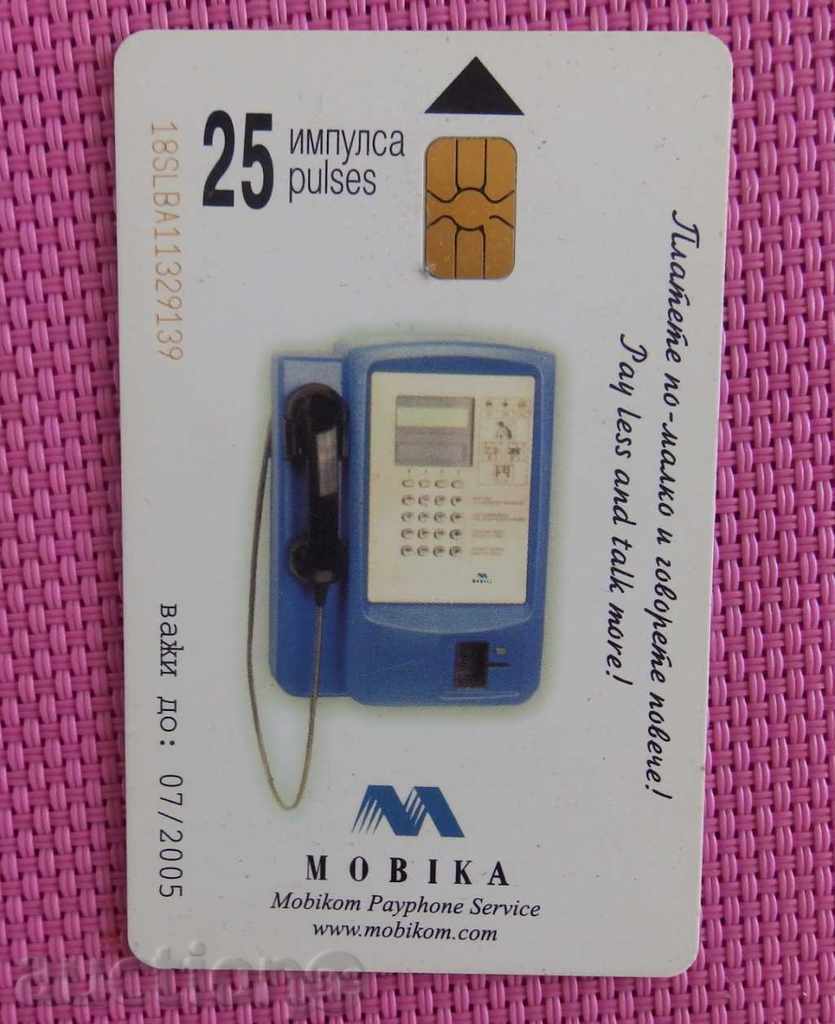 25 импулса
pulses
18SLBA11329139
Платете по-малко и говорете повече!
Pay less and talk more!
важи до: 07/2005
MOBIKA
Mobikom Payphone Service
www.mobikom.com